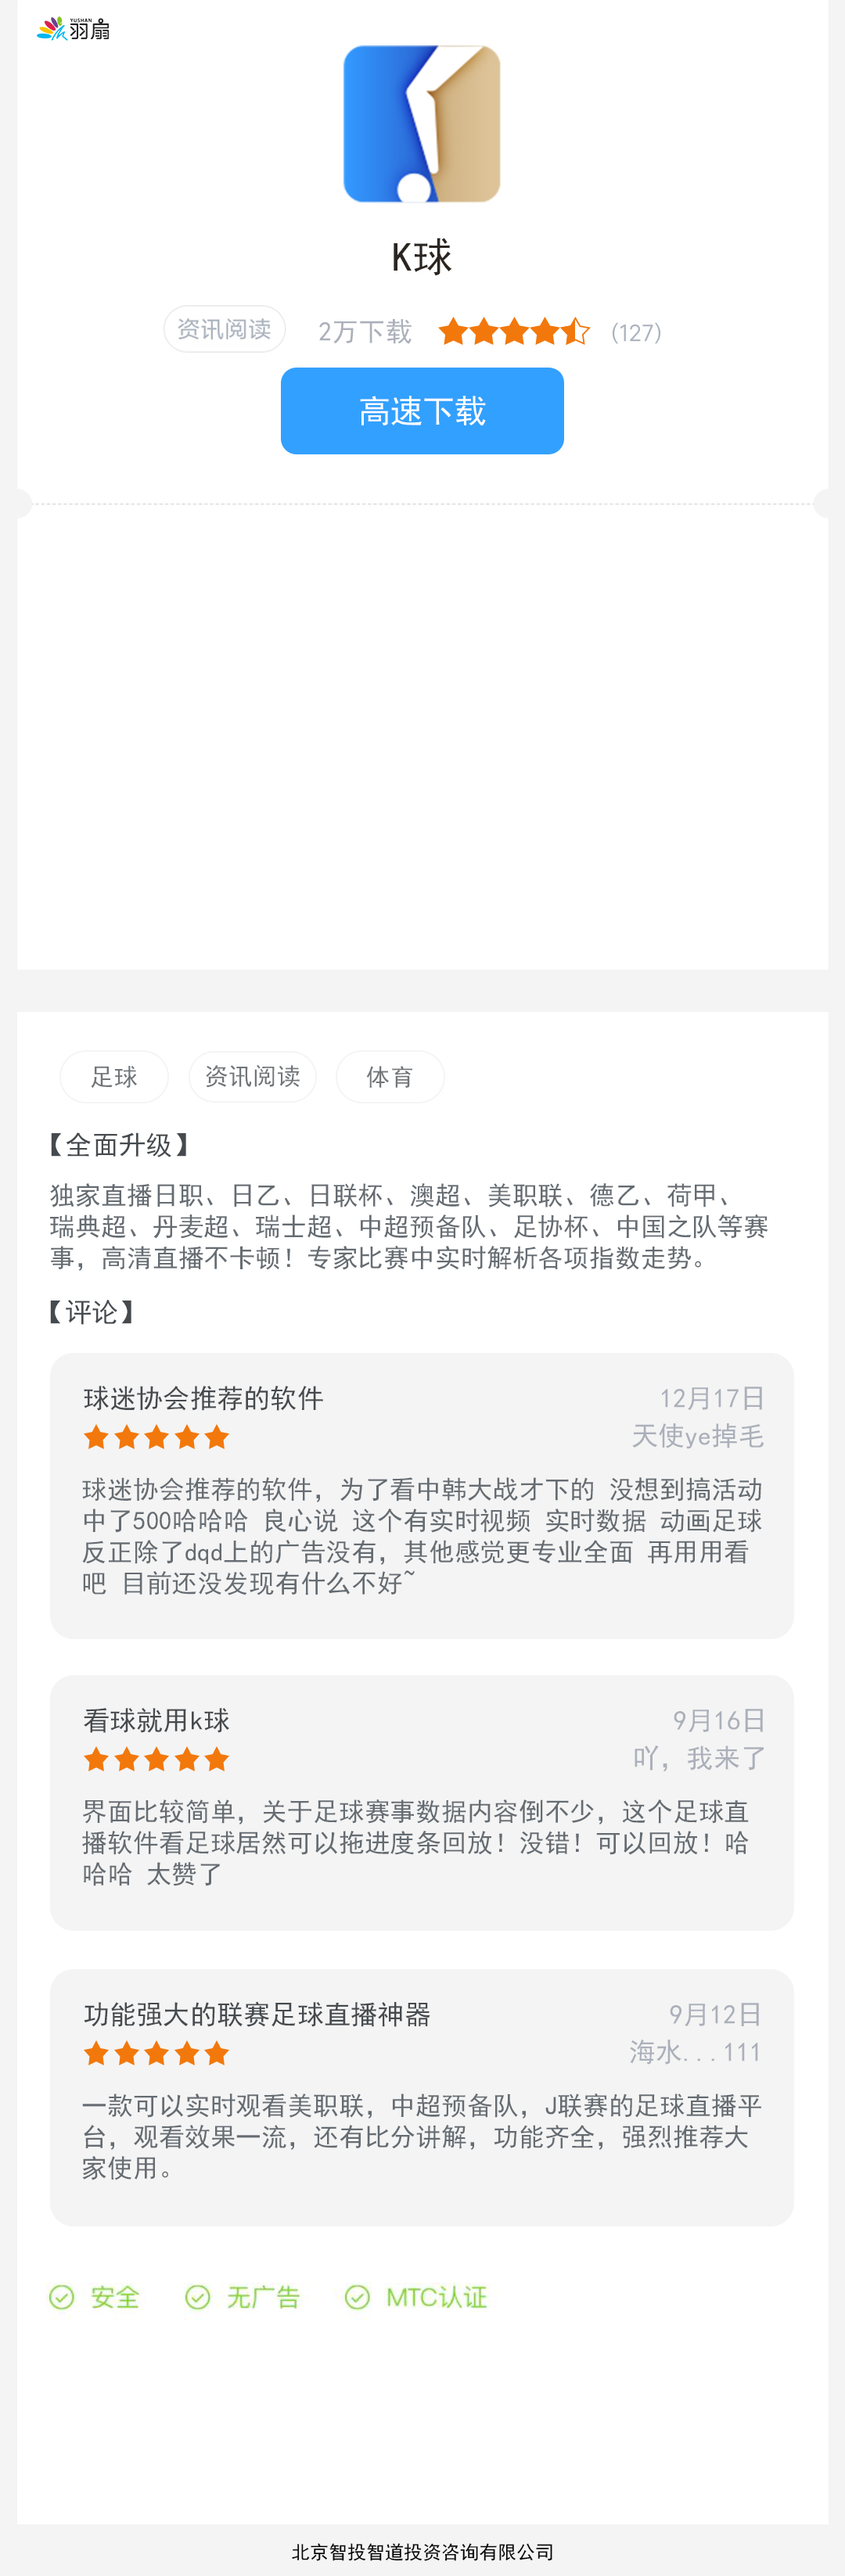 YUSHAN
羽扇
K球
资讯阅读 2万下载 (127)
高速下载
足球 资讯阅读 体育
【全面升级】
独家直播日职、日乙、日联杯、澳超、美职联、德乙、荷甲、
瑞典超、丹麦超、瑞士超、中超预备队、足协杯、中国之队等赛
事，高清直播不卡顿！专家比赛中实时解析各项指数走势。
【评论】
球迷协会推荐的软件 12月17日
天使ye掉毛
球迷协会推荐的软件，为了看中韩大战才下的 没想到搞活动
中了500哈哈哈 良心说 这个有实时视频 实时数据 动画足球
反正除了dqd上的广告没有，其他感觉更专业全面 再用用看
吧 目前还没发现有什么不好~
看球就用k球 9月16日
吖，我来了
界面比较简单，关于足球赛事数据内容倒不少，这个足球直
播软件看足球居然可以拖进度条回放！没错！可以回放！哈
哈哈 太赞了
功能强大的联赛足球直播神器 9月12日
海水...111
一款可以实时观看美职联，中超预备队，J联赛的足球直播平
台，观看效果一流，还有比分讲解，功能齐全，强烈推荐大
家使用。
安全 无广告 MTC认证
北京智投智道投资咨询有限公司